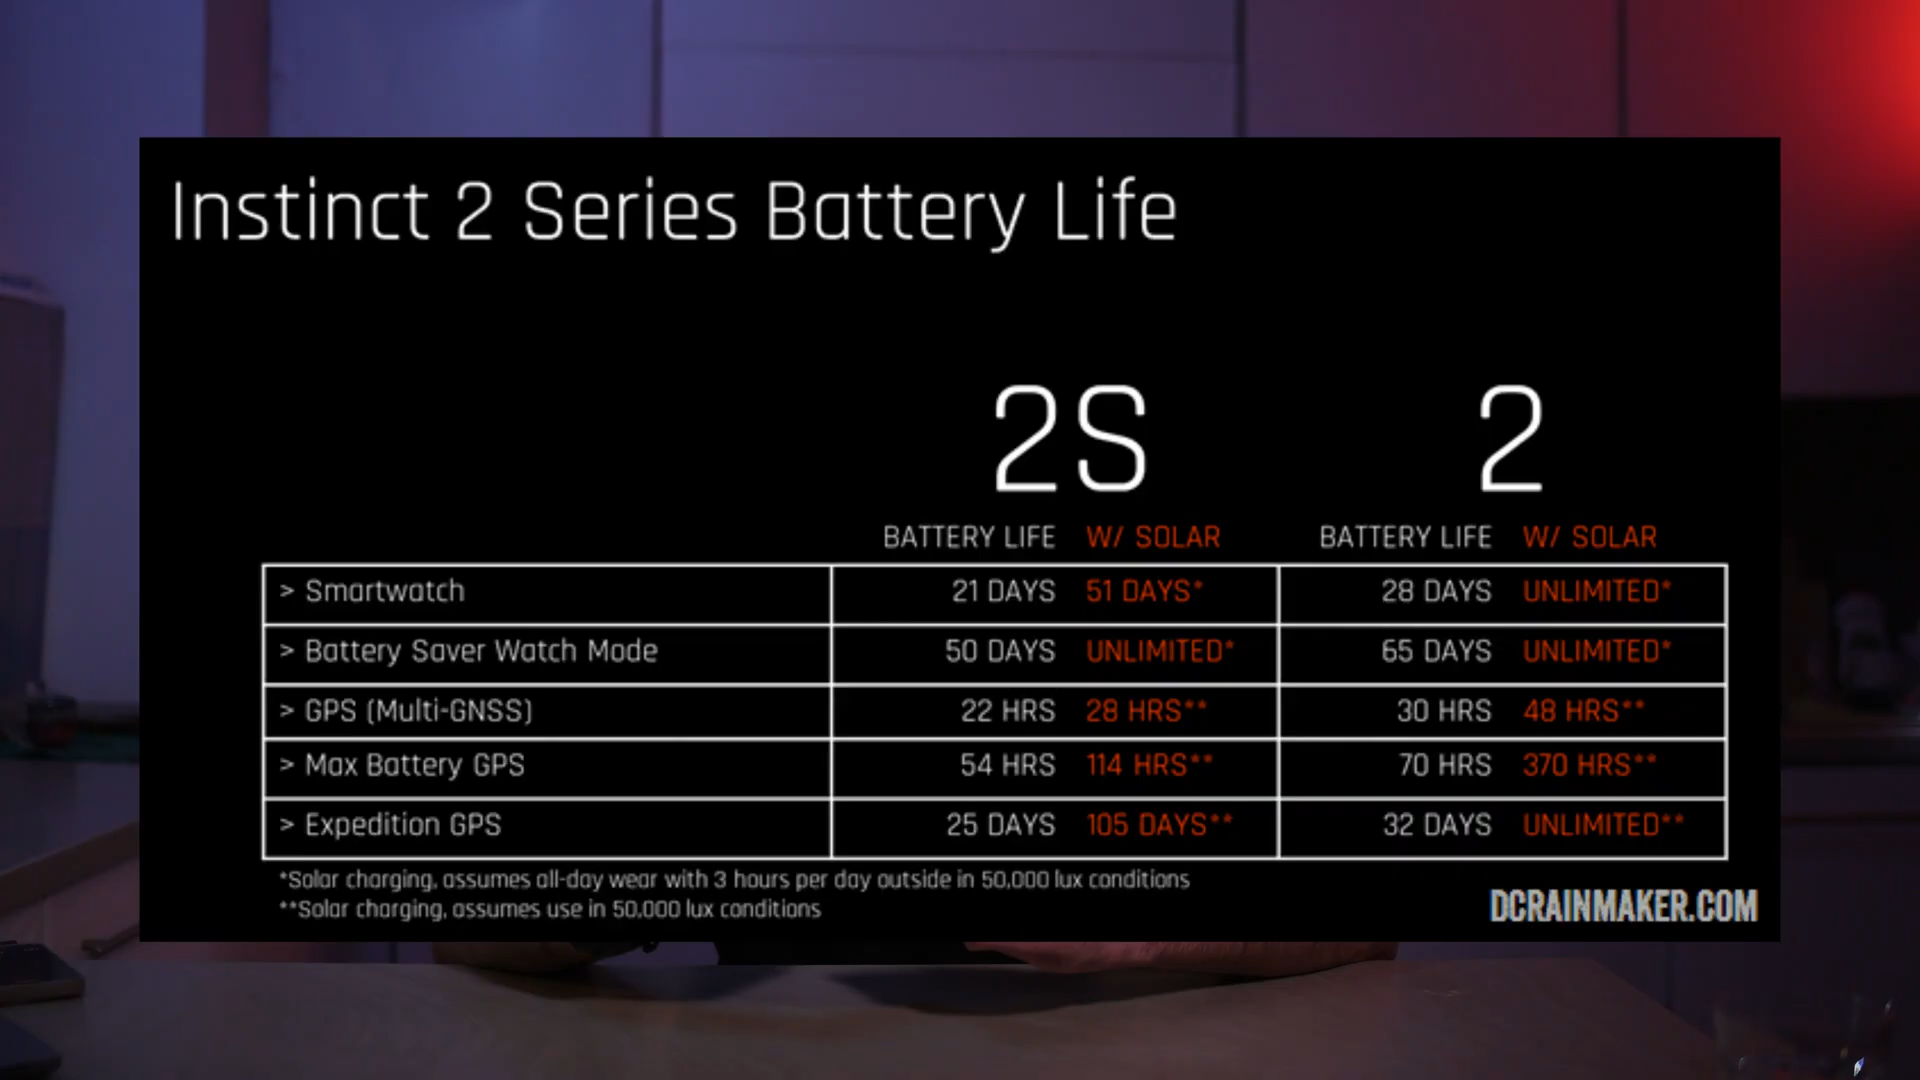 Instinct 2 Series Battery Life
2S 2
BATTERY LIFE W/ SOLAR BATTERY LIFE W/ SOLAR
> Smartwatch 21 DAYS 51 DAYS* 28 DAYS UNLIMITED*
> Battery Saver Watch Mode 50 DAYS UNLIMITED* 65 DAYS UNLIMITED*
> GPS (Multi-GNSS) 22 HRS 28 HRS** 30 HRS 48 HRS**
> Max Battery GPS 54 HRS 114 HRS** 70 HRS 370 HRS**
> Expedition GPS 25 DAYS 105 DAYS** 32 DAYS UNLIMITED**
*Solar charging, assumes all-day wear with 3 hours per day outside in 50,000 lux conditions
**Solar charging, assumes use in 50,000 lux conditions
DCRAINMAKER.COM